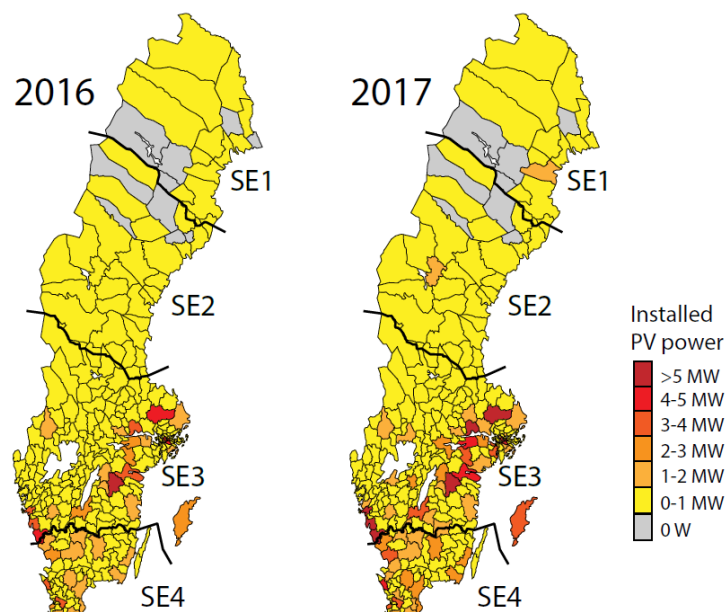 2016
SE1
SE2
SE3
SE4
2017
SE1
SE2
SE3
SE4
Installed
PV power
>5 MW
4-5 MW
3-4 MW
2-3 MW
1-2 MW
0-1 MW
0 W